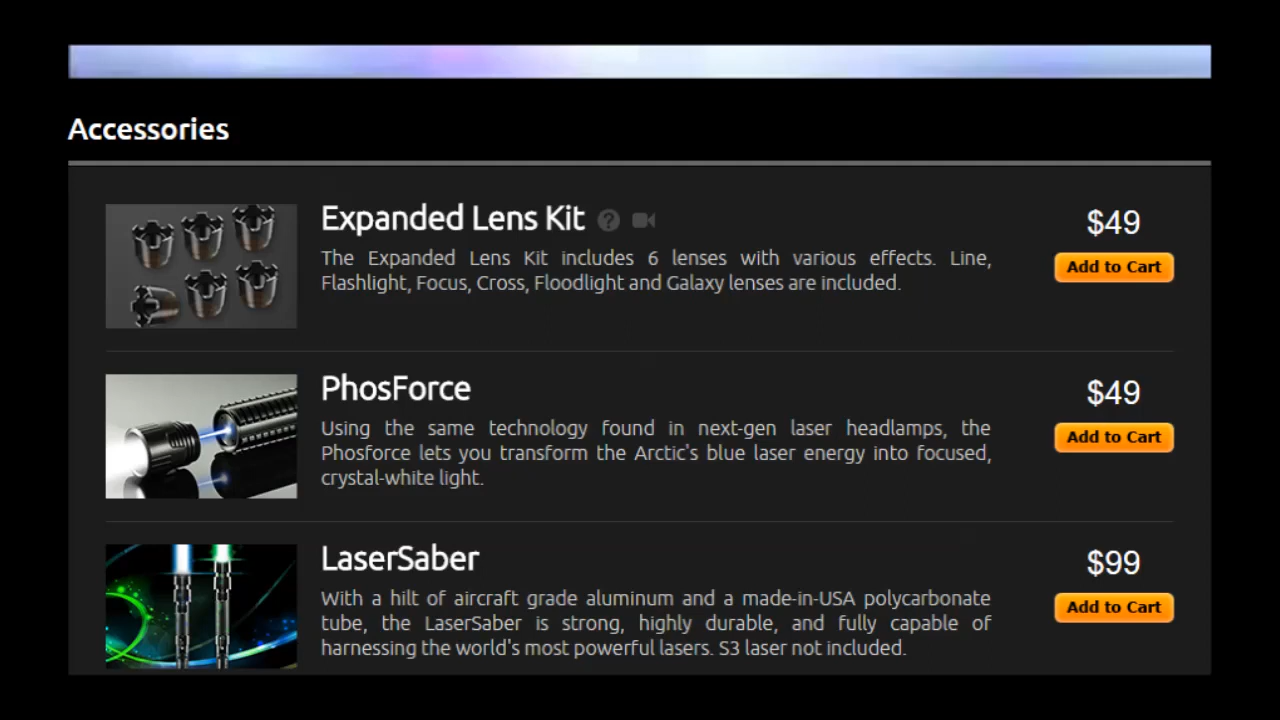 Accessories
Expanded Lens Kit
$49
The Expanded Lens Kit includes 6 lenses with various effects. Line,
Flashlight, Focus, Cross, Floodlight and Galaxy lenses are included.
Add to Cart
PhosForce
$49
Using the same technology found in next-gen laser headlamps, the
Phosforce lets you transform the Arctic's blue laser energy into focused,
crystal-white light.
Add to Cart
LaserSaber
$99
With a hilt of aircraft grade aluminum and a made-in-USA polycarbonate
tube, the LaserSaber is strong, highly durable, and fully capable of
harnessing the world's most powerful lasers. S3 laser not included.
Add to Cart